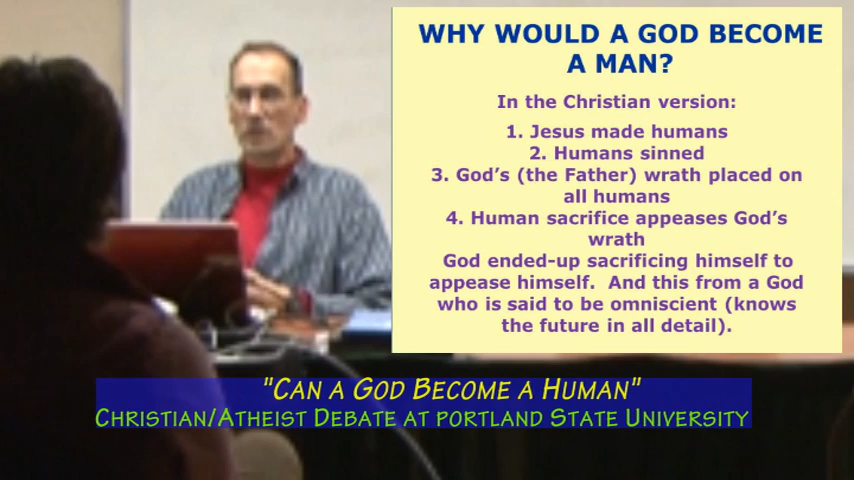 WHY WOULD A GOD BECOME
A MAN?
In the Christian version:
1. Jesus made humans
2. Humans sinned
3. God's (the Father) wrath placed on
all humans
4. Human sacrifice appeases God's
wrath
God ended-up sacrificing himself to
appease himself.  And this from a God
who is said to be omniscient (knows
the future in all detail).
"CAN A GOD BECOME A HUMAN"
CHRISTIAN/ATHEIST DEBATE AT PORTLAND STATE UNIVERSITY